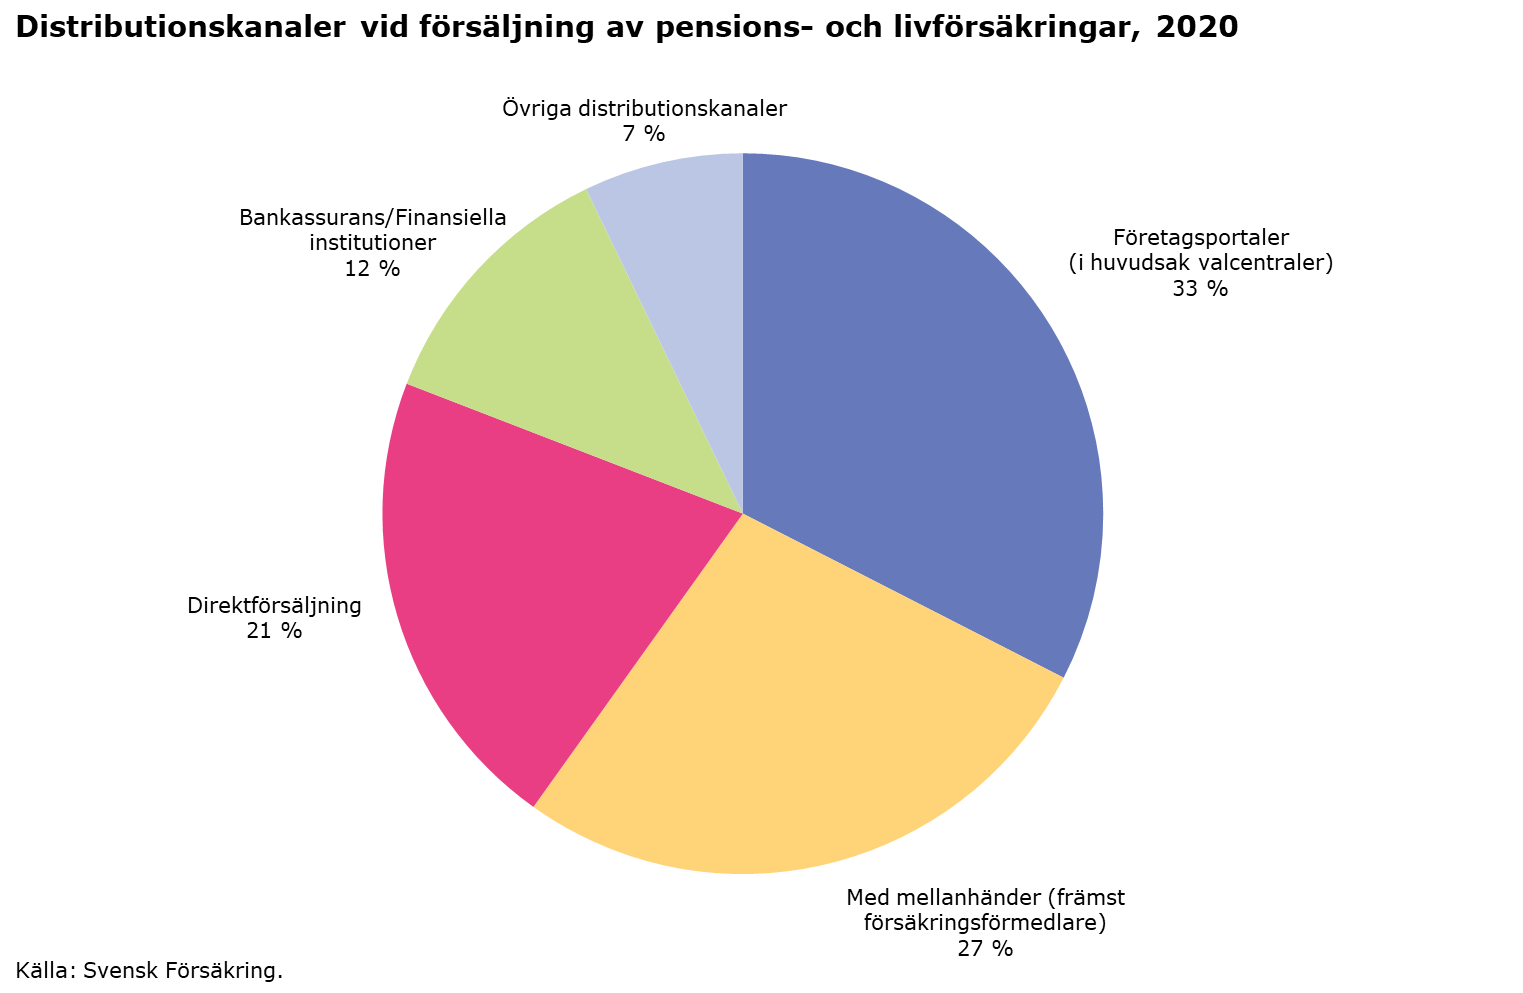 Distributionskanaler vid försäljning av pensions- och livförsäkringar, 2020
Övriga distributionskanaler
7 %
Bankassurans/Finansiella
institutioner
12 %
Företagsportaler
(i huvudsak valcentraler)
33 %
Direktförsäljning
21 %
Med mellanhänder (främst
försäkringsförmedlare)
27 %
Källa: Svensk Försäkring.